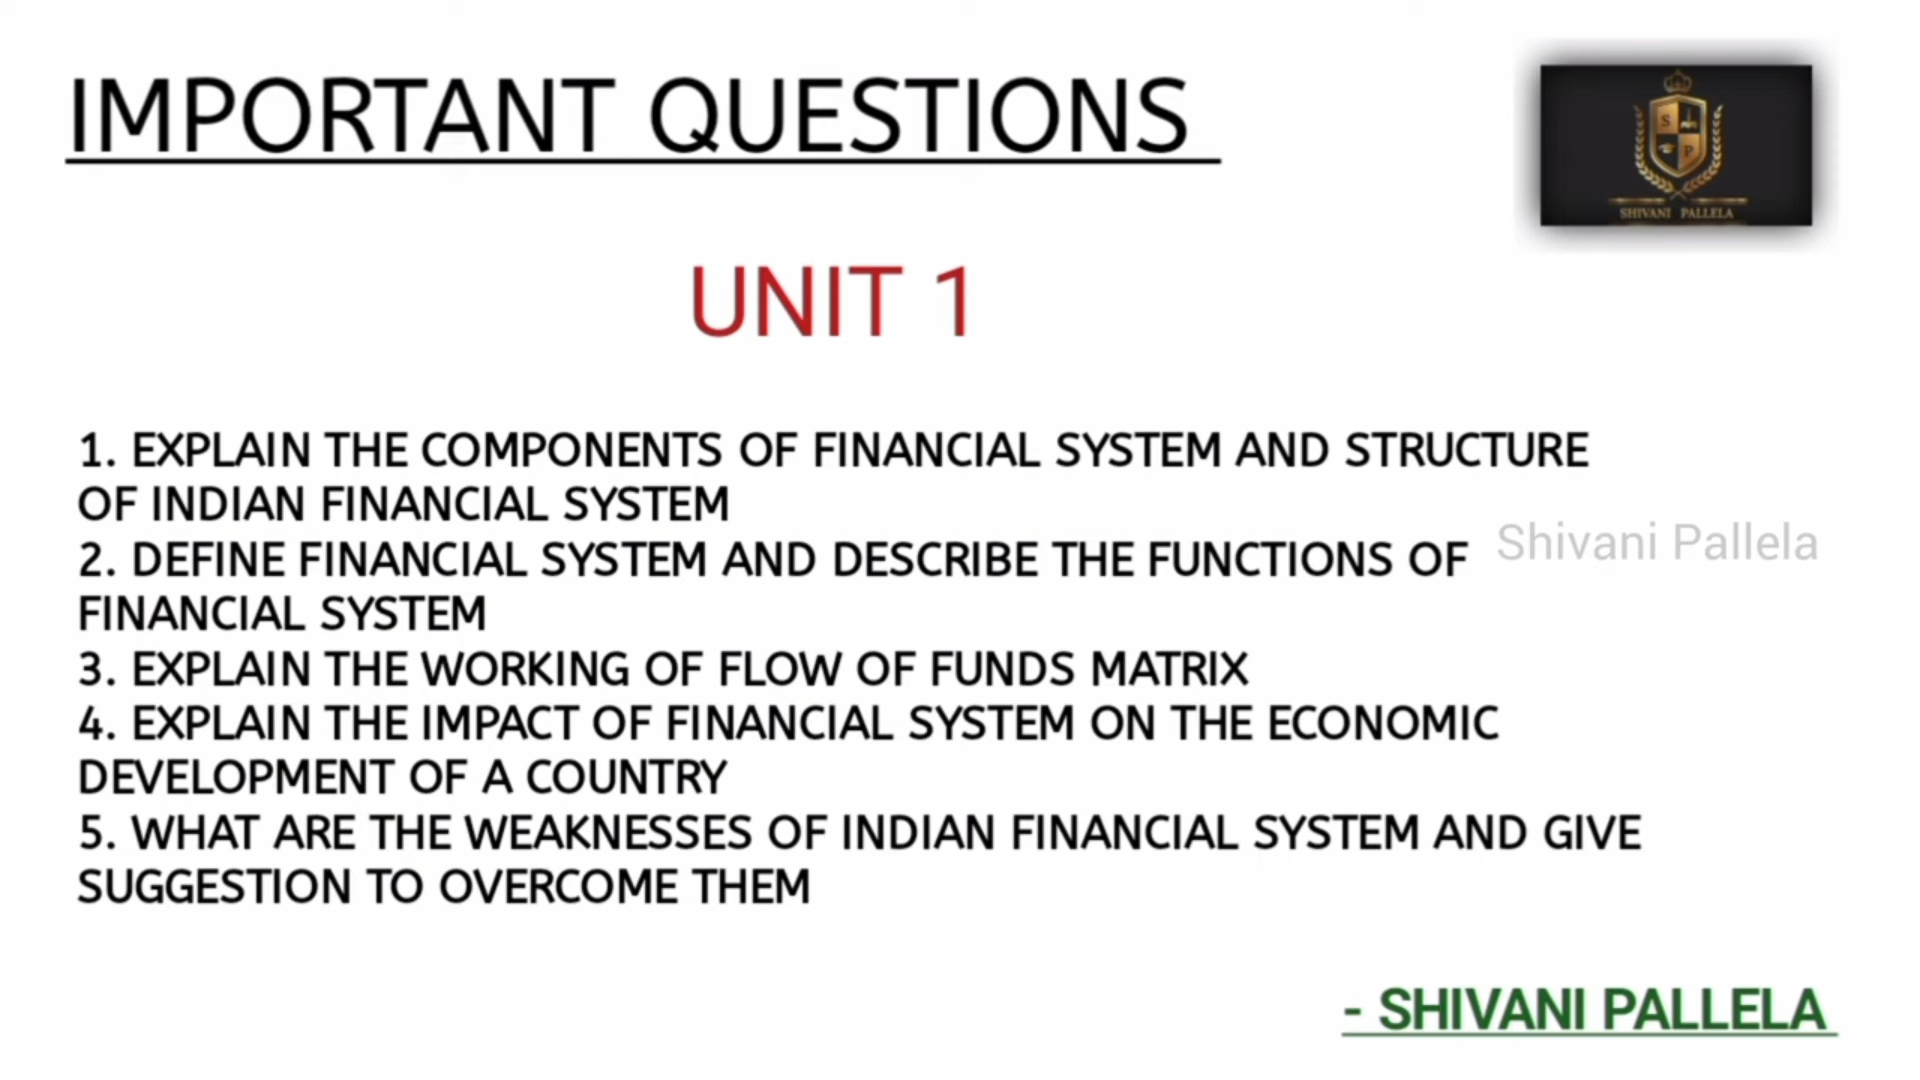 IMPORTANT QUESTIONS
S
P
SHIVANI PALLELA
UNIT 1
1. EXPLAIN THE COMPONENTS OF FINANCIAL SYSTEM AND STRUCTURE
OF INDIAN FINANCIAL SYSTEM
2. DEFINE FINANCIAL SYSTEM AND DESCRIBE THE FUNCTIONS OF
Shivani Pallela
FINANCIAL SYSTEM
3. EXPLAIN THE WORKING OF FLOW OF FUNDS MATRIX
4. EXPLAIN THE IMPACT OF FINANCIAL SYSTEM ON THE ECONOMIC
DEVELOPMENT OF A COUNTRY
5. WHAT ARE THE WEAKNESSES OF INDIAN FINANCIAL SYSTEM AND GIVE
SUGGESTION TO OVERCOME THEM
- SHIVANI PALLELA